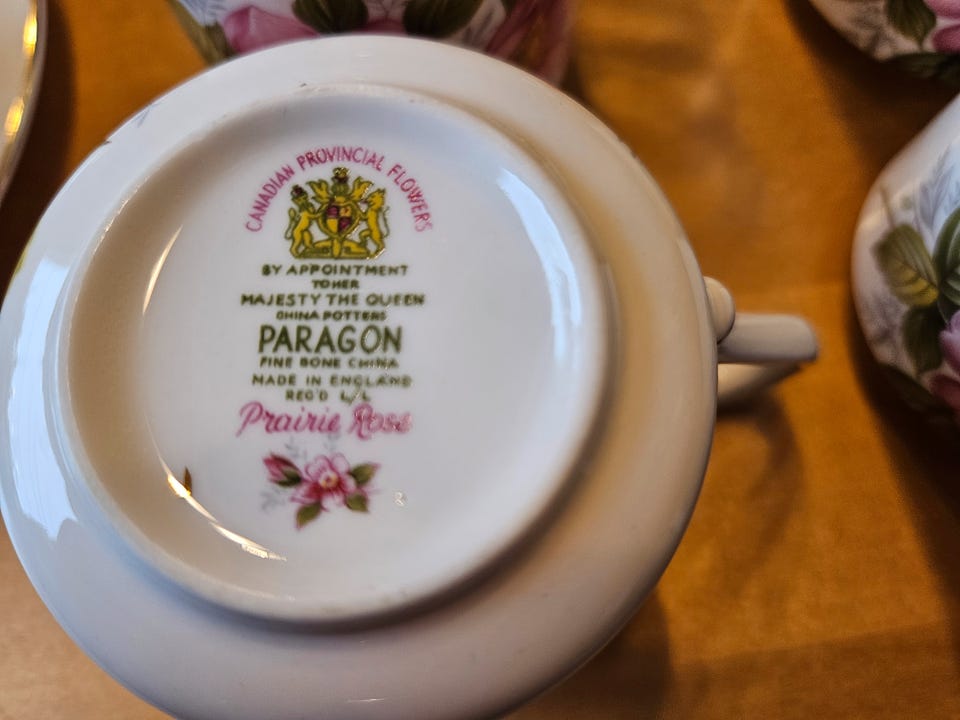 CANADIAN PROVINCIAL FLOWERS
BY APPOINTMENT
TO HER
MAJESTY THE QUEEN
CHINA POTTERS
PARAGON
FINE BONE CHINA
MADE IN ENGLAND
REG'D
Prairie Rose